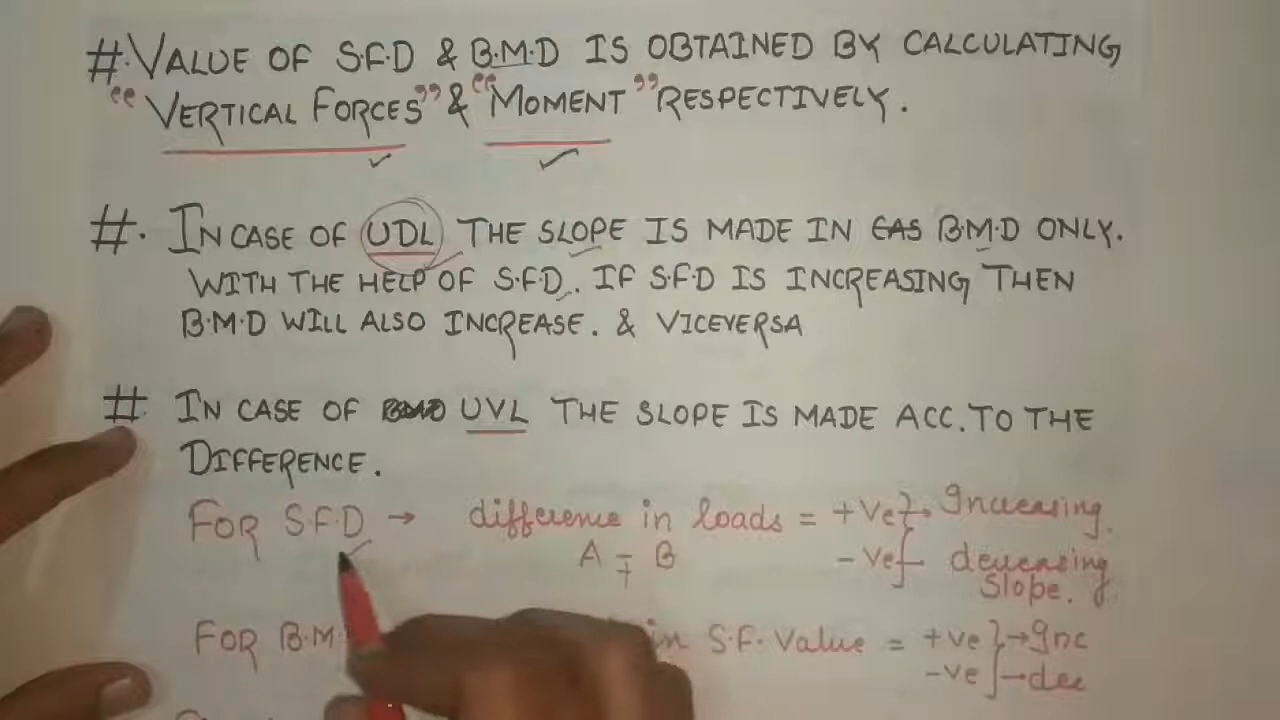 #. VALUE OF S.F.D & B.M.D IS OBTAINED BY CALCULATING
"VERTICAL FORCES" & "MOMENT" RESPECTIVELY.
#. IN CASE OF UDL THE SLOPE IS MADE IN B.M.D ONLY.
WITH THE HELP OF S.F.D. IF S.F.D IS INCREASING THEN
B.M.D WILL ALSO INCREASE. & VICEVERSA
# IN CASE OF UVL THE SLOPE IS MADE ACC. TO THE
DIFFERENCE.
FOR S.F.D → difference in loads = +ve}→ Increasing.
A - B -ve} decreasing
+ Slope.
FOR B.M in S.F. Value = +ve}→Inc
-ve}→dec